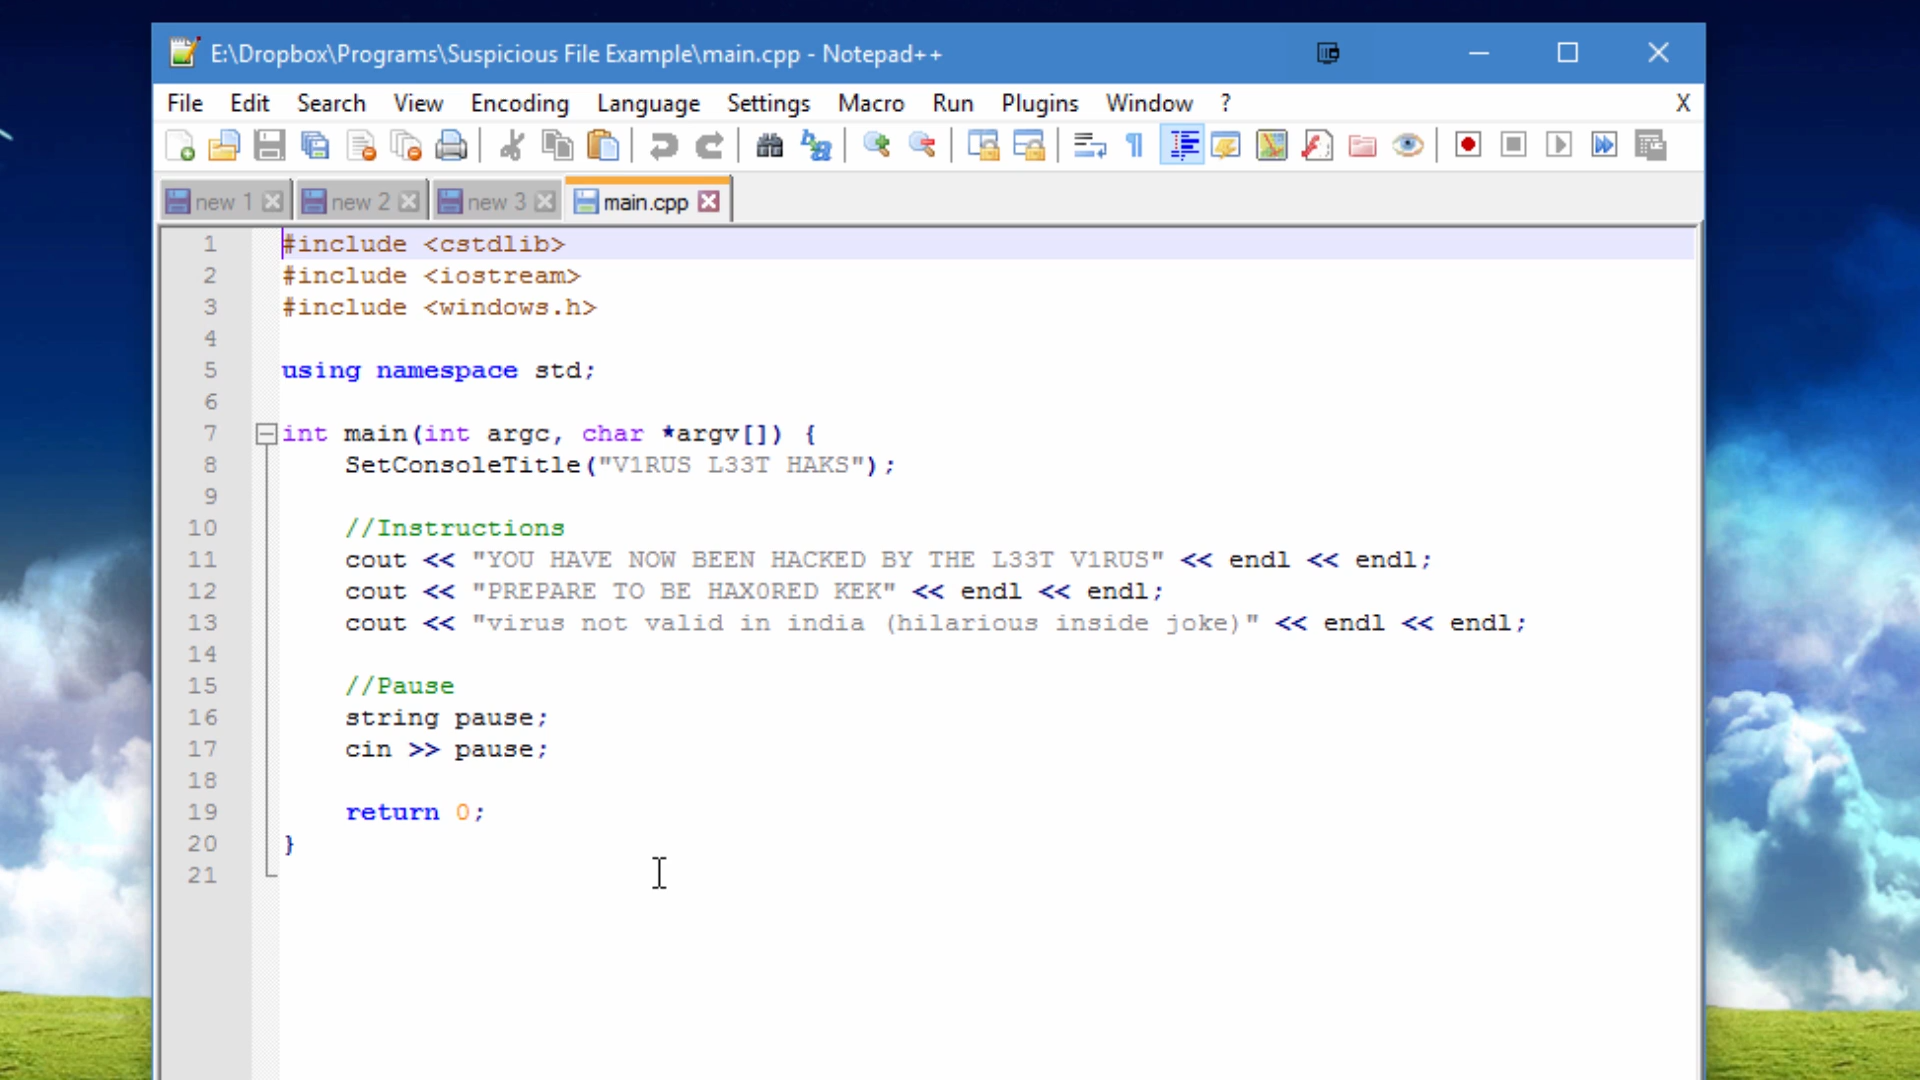 E:\Dropbox\Programs\Suspicious File Example\main.cpp - Notepad++
File Edit Search View Encoding Language Settings Macro Run Plugins Window ? X
new 1 new 2 new 3 main.cpp
1 #include <cstdlib>
2 #include <iostream>
3 #include <windows.h>
4
5 using namespace std;
6
7 int main(int argc, char *argv[]) {
8 SetConsoleTitle("V1RUS L33T HAKS");
9
10 //Instructions
11 cout << "YOU HAVE NOW BEEN HACKED BY THE L33T V1RUS" << endl << endl;
12 cout << "PREPARE TO BE HAX0RED KEK" << endl << endl;
13 cout << "virus not valid in india (hilarious inside joke)" << endl << endl;
14
15 //Pause
16 string pause;
17 cin >> pause;
18
19 return 0;
20 }
21